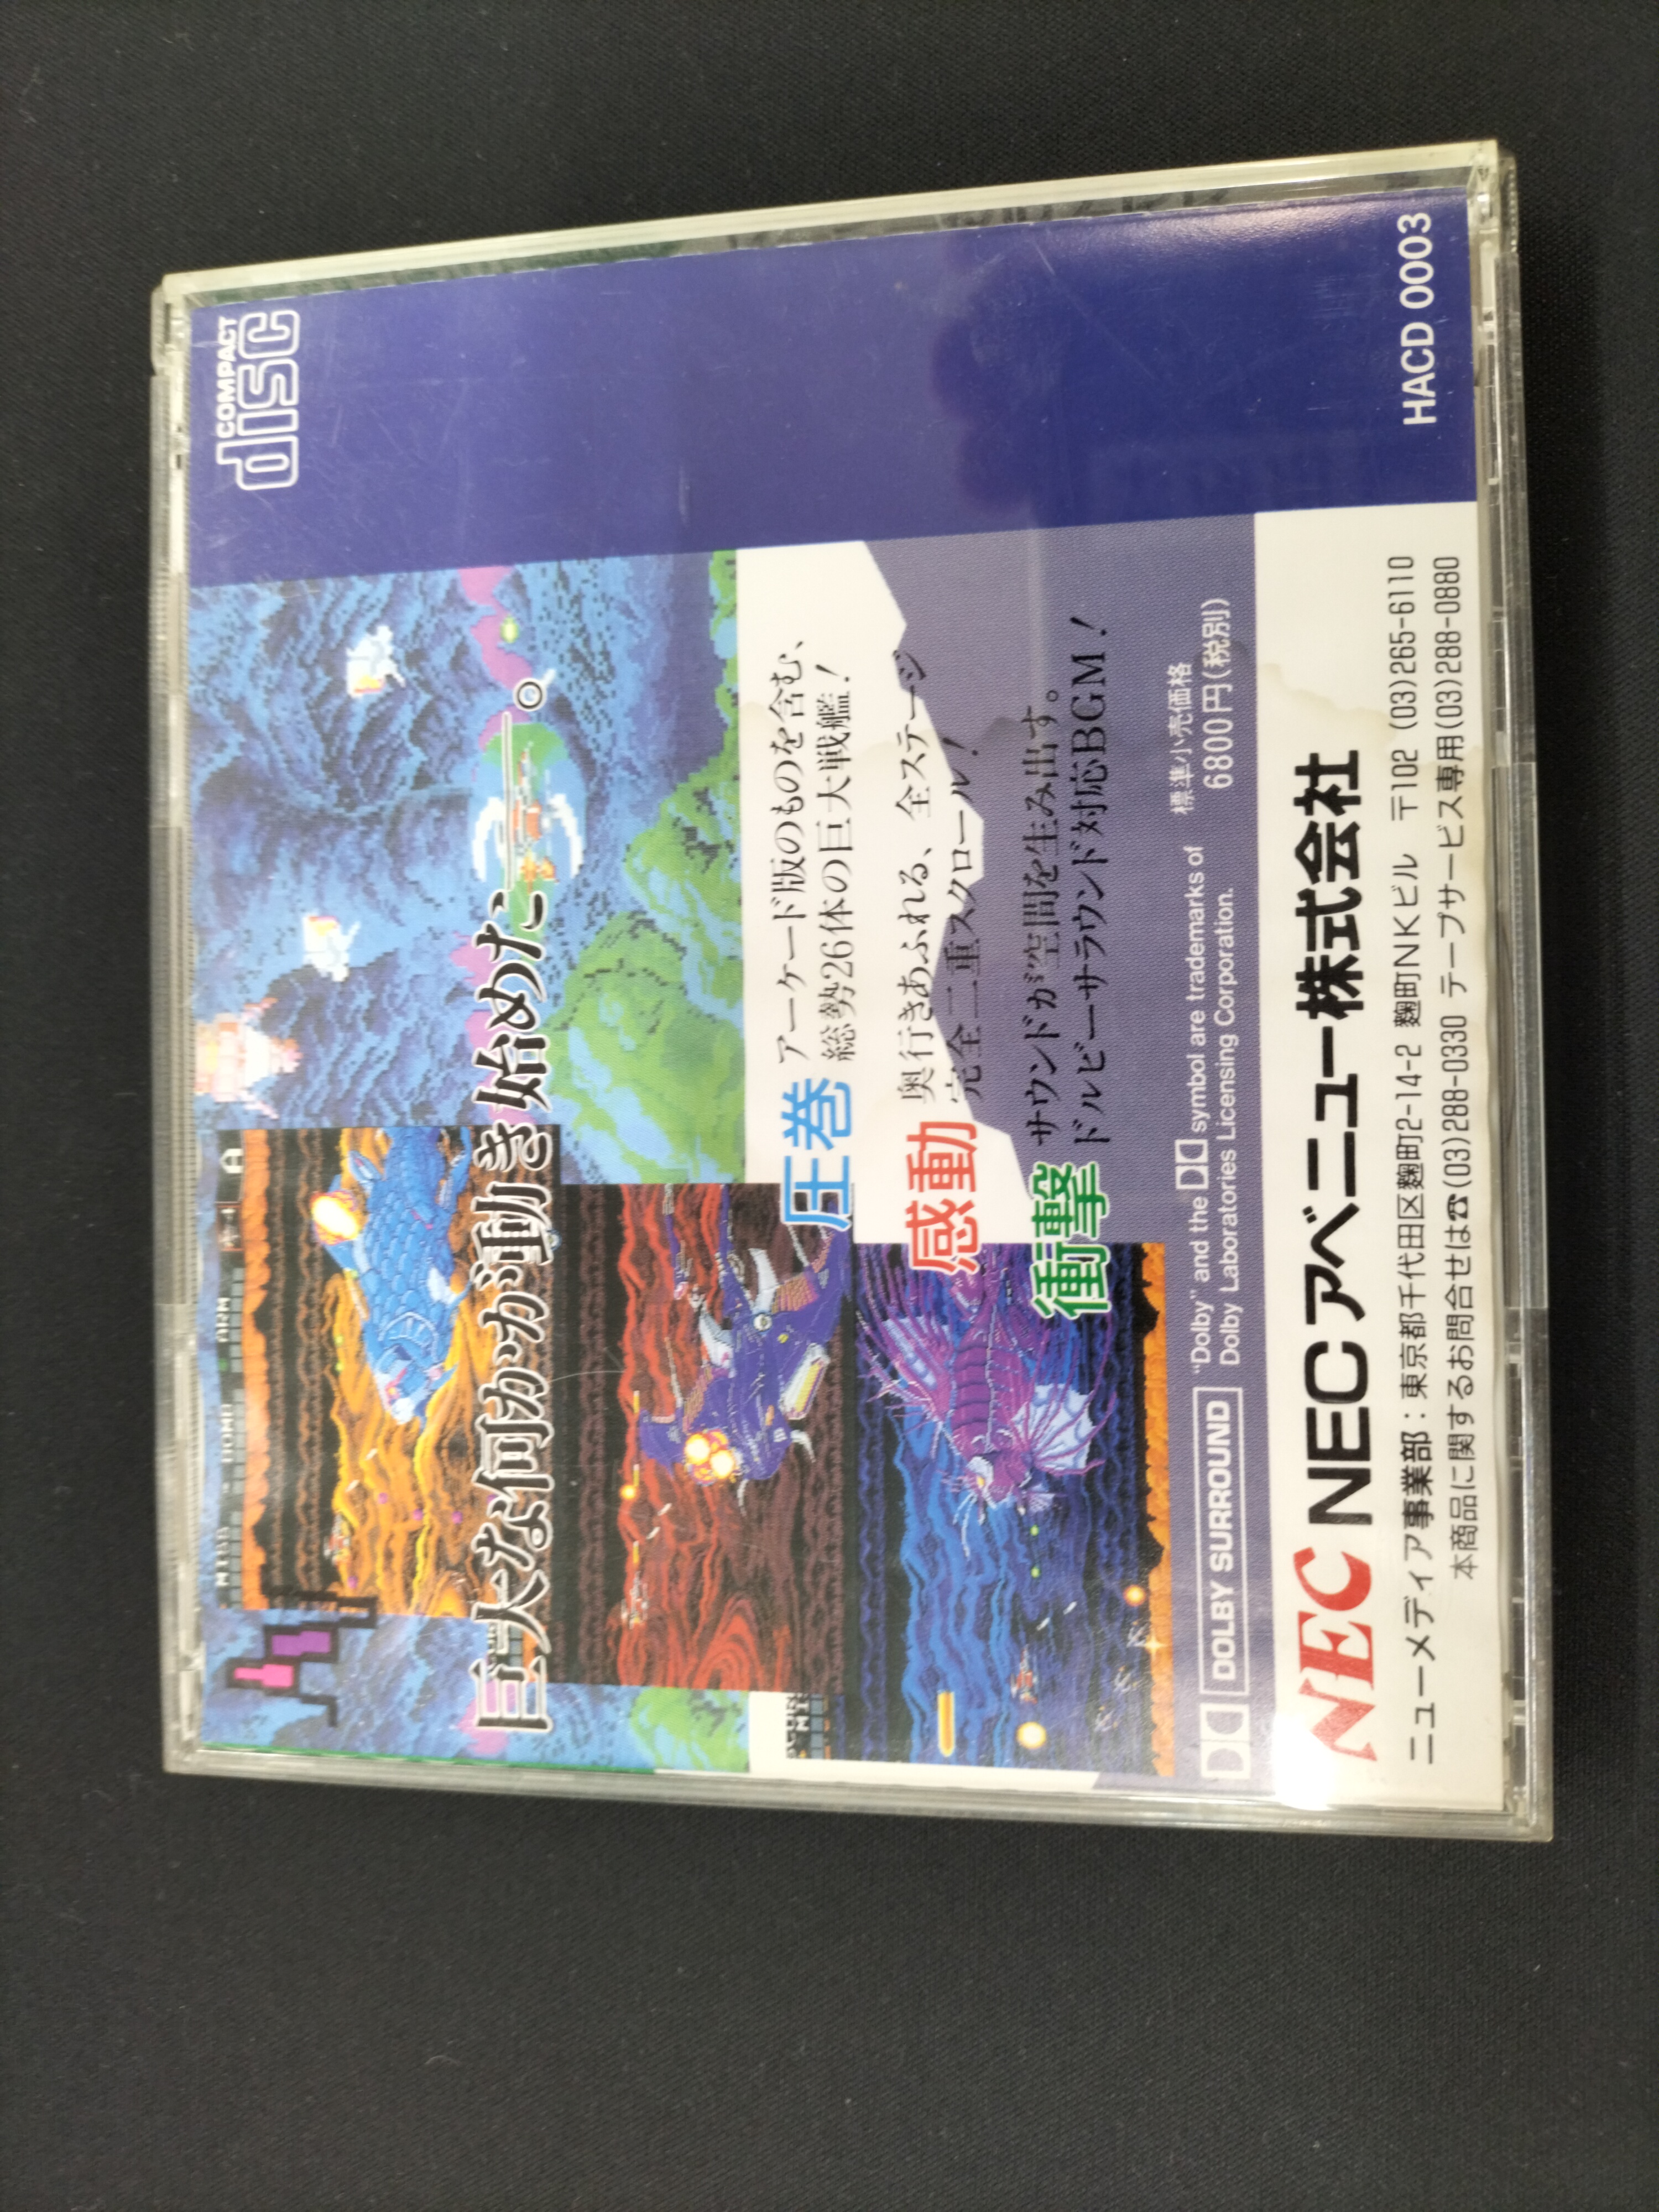 COMPACT
disc
巨大な何かが動き始めた─。
圧巻
アーケード版のものを含む、
総勢26体の巨大戦艦！
感動
奥行きあふれる、全ステージ
完全二重スクロール！
衝撃
サウンドが空間を生み出す。
ドルビーサラウンド対応BGM！
DOLBY SURROUND
"Dolby" and the symbol are trademarks of
Dolby Laboratories Licensing Corporation.
標準小売価格
6800円(税別)
NEC NECアベニュー株式会社
ニューメディア事業部：東京都千代田区麴町2-14-2 麴町NKビル 〒102 (03)265-6110
本商品に関するお問合せは☎(03)288-0330 テープサービス専用(03)288-0880
HACD 0003